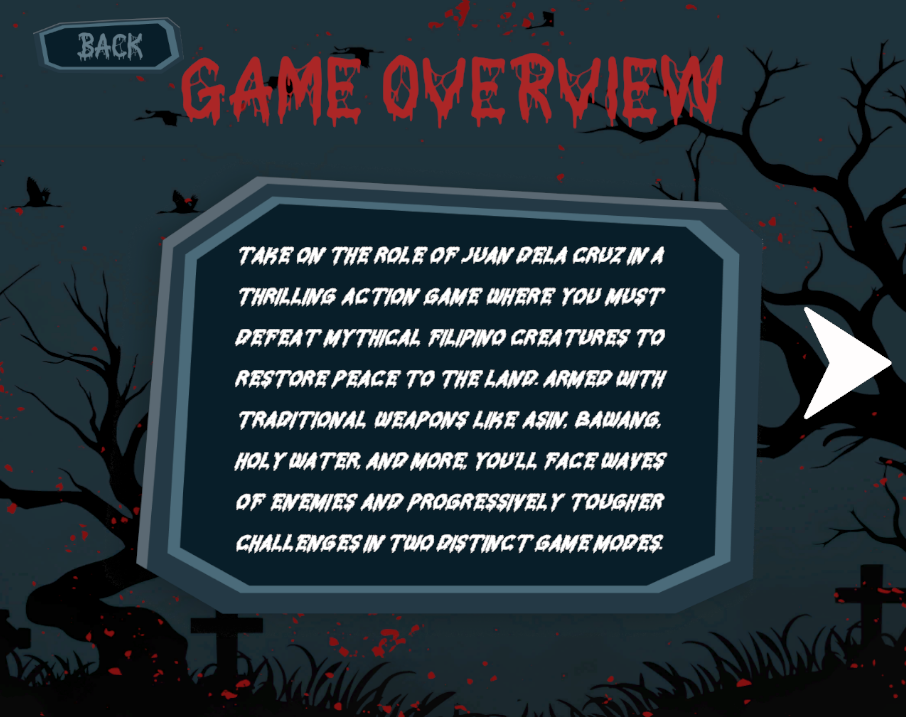 BACK
GAME OVERVIEW
TAKE ON THE ROLE OF JUAN DELA CRUZ IN A
THRILLING ACTION GAME WHERE YOU MUST
DEFEAT MYTHICAL FILIPINO CREATURES TO
RESTORE PEACE TO THE LAND. ARMED WITH
TRADITIONAL WEAPONS LIKE ASIN, BAWANG,
HOLY WATER, AND MORE, YOU'LL FACE WAVES
OF ENEMIES AND PROGRESSIVELY TOUGHER
CHALLENGES IN TWO DISTINCT GAME MODES.